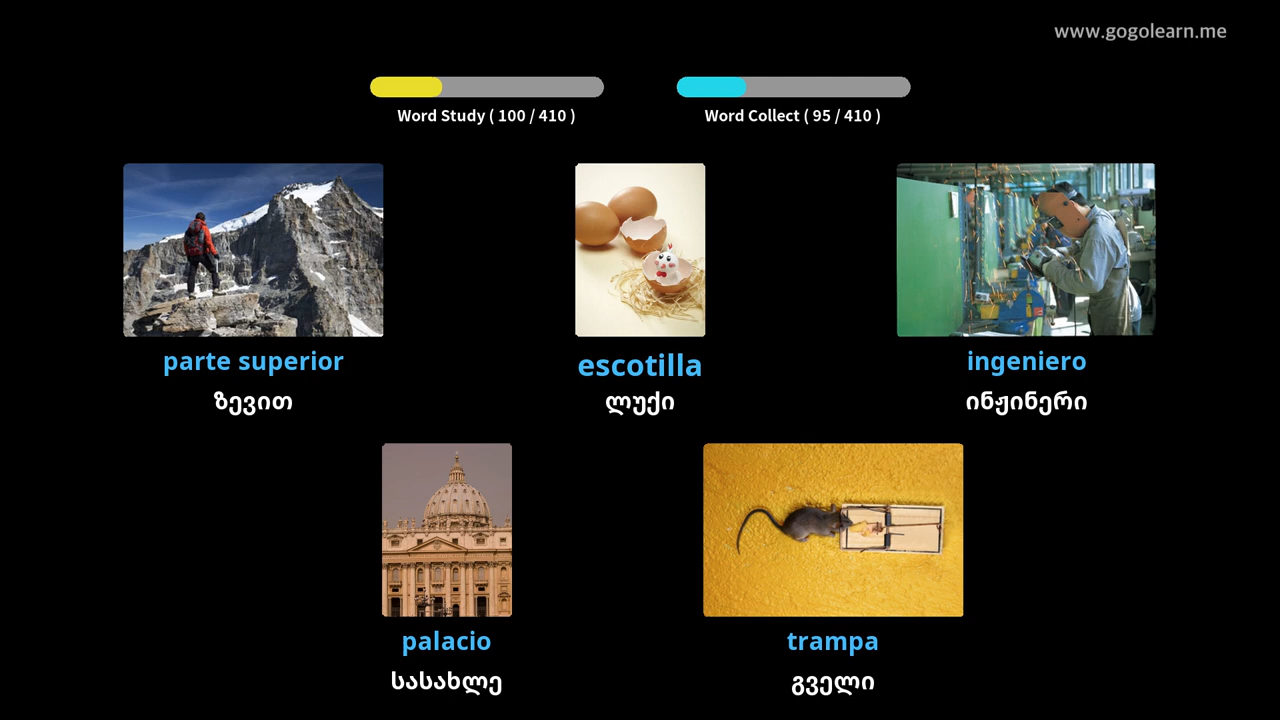 www.gogolearn.me
Word Study ( 100 / 410 )
Word Collect ( 95 / 410 )
parte superior
ზევით
escotilla
ლუქი
ingeniero
ინჟინერი
palacio
სასახლე
trampa
გველი